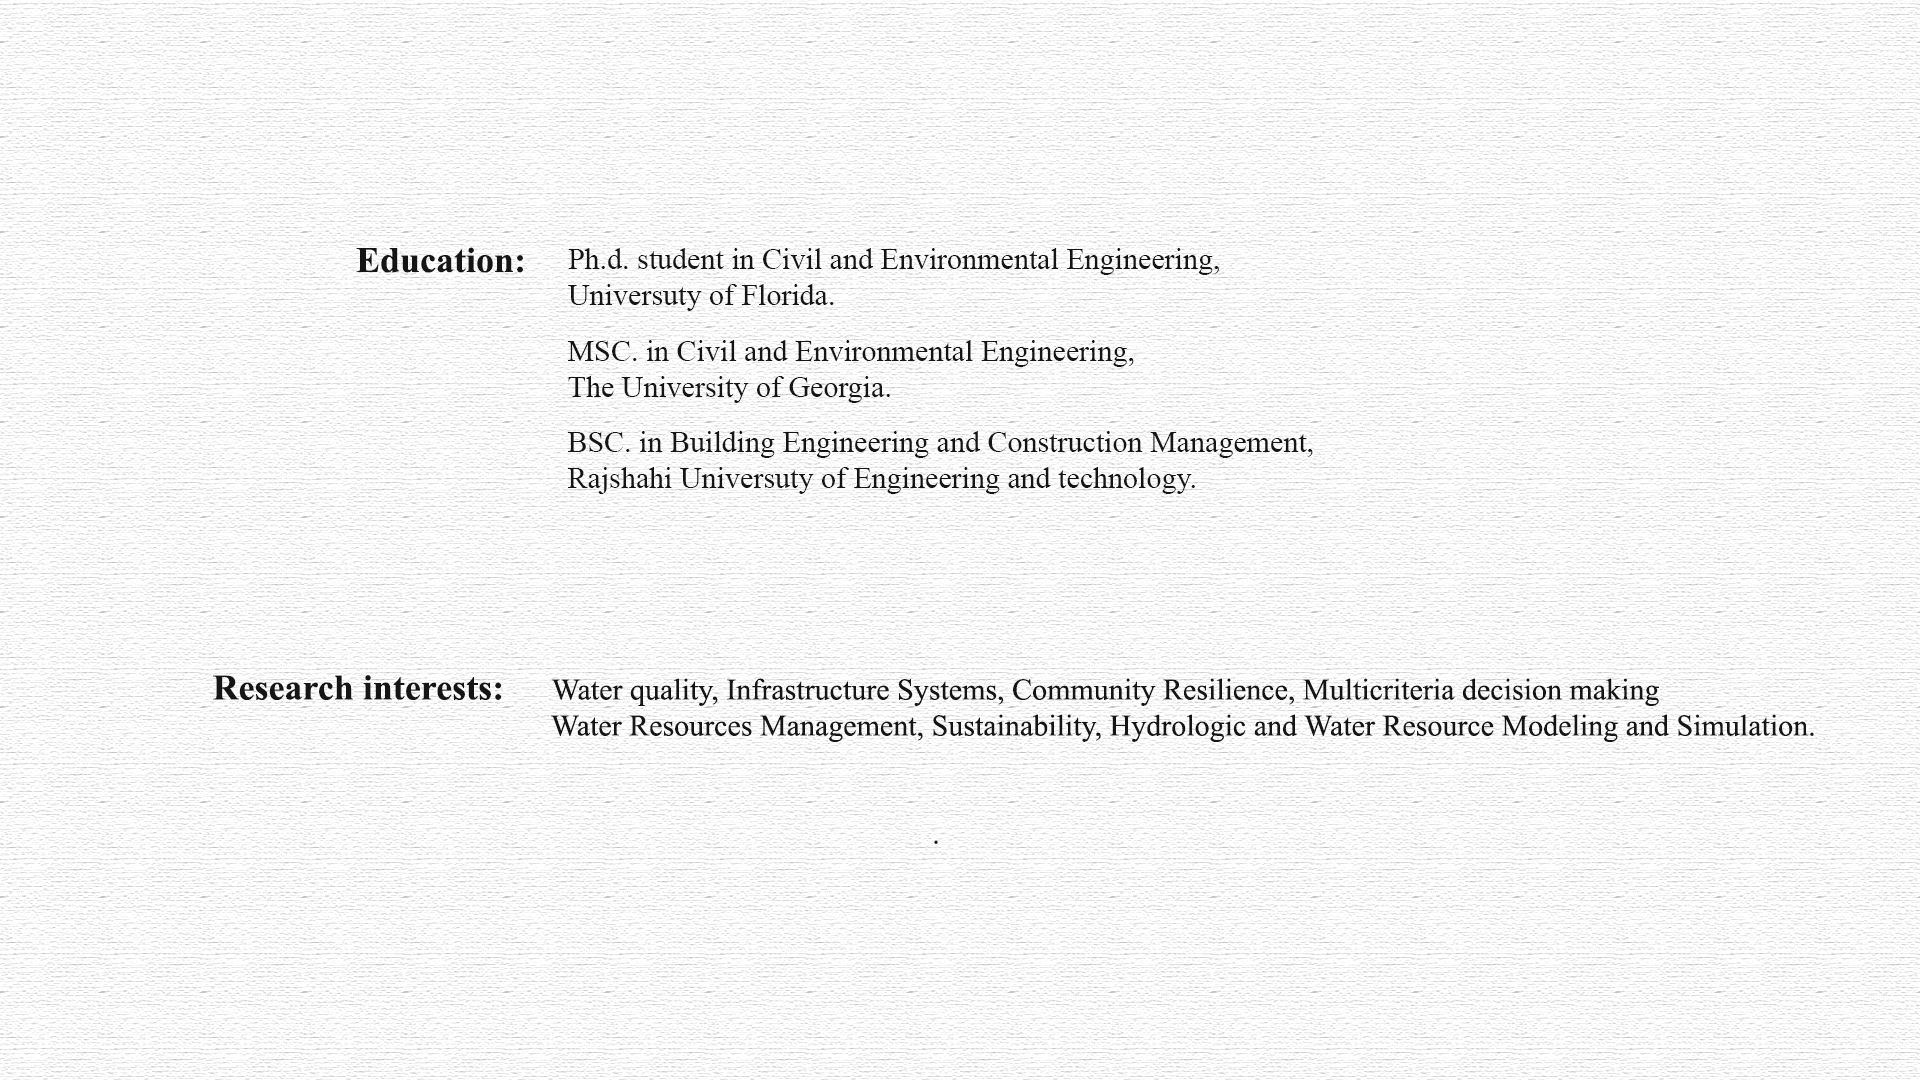 Education: Ph.d. student in Civil and Environmental Engineering,
Universuty of Florida.
MSC. in Civil and Environmental Engineering,
The University of Georgia.
BSC. in Building Engineering and Construction Management,
Rajshahi Universuty of Engineering and technology.
Research interests: Water quality, Infrastructure Systems, Community Resilience, Multicriteria decision making
Water Resources Management, Sustainability, Hydrologic and Water Resource Modeling and Simulation.
.